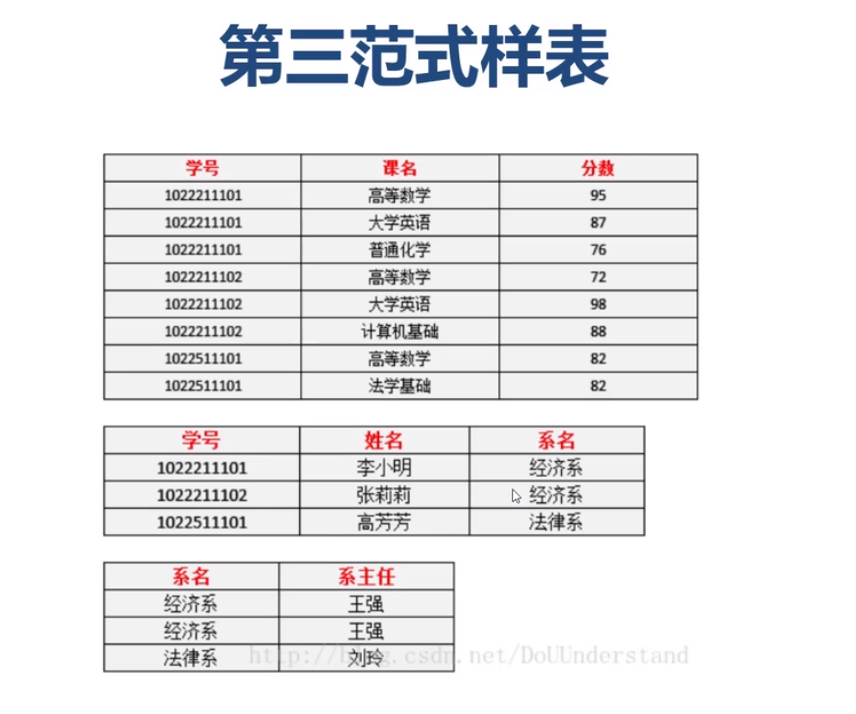 第三范式样表
学号 课名 分数
1022211101 高等数学 95
1022211101 大学英语 87
1022211101 普通化学 76
1022211102 高等数学 72
1022211102 大学英语 98
1022211102 计算机基础 88
1022511101 高等数学 82
1022511101 法学基础 82
学号 姓名 系名
1022211101 李小明 经济系
1022211102 张莉莉 经济系
1022511101 高芳芳 法律系
系名 系主任
经济系 王强
经济系 王强
法律系 刘玲
http://blog.csdn.net/DoUUnderstand